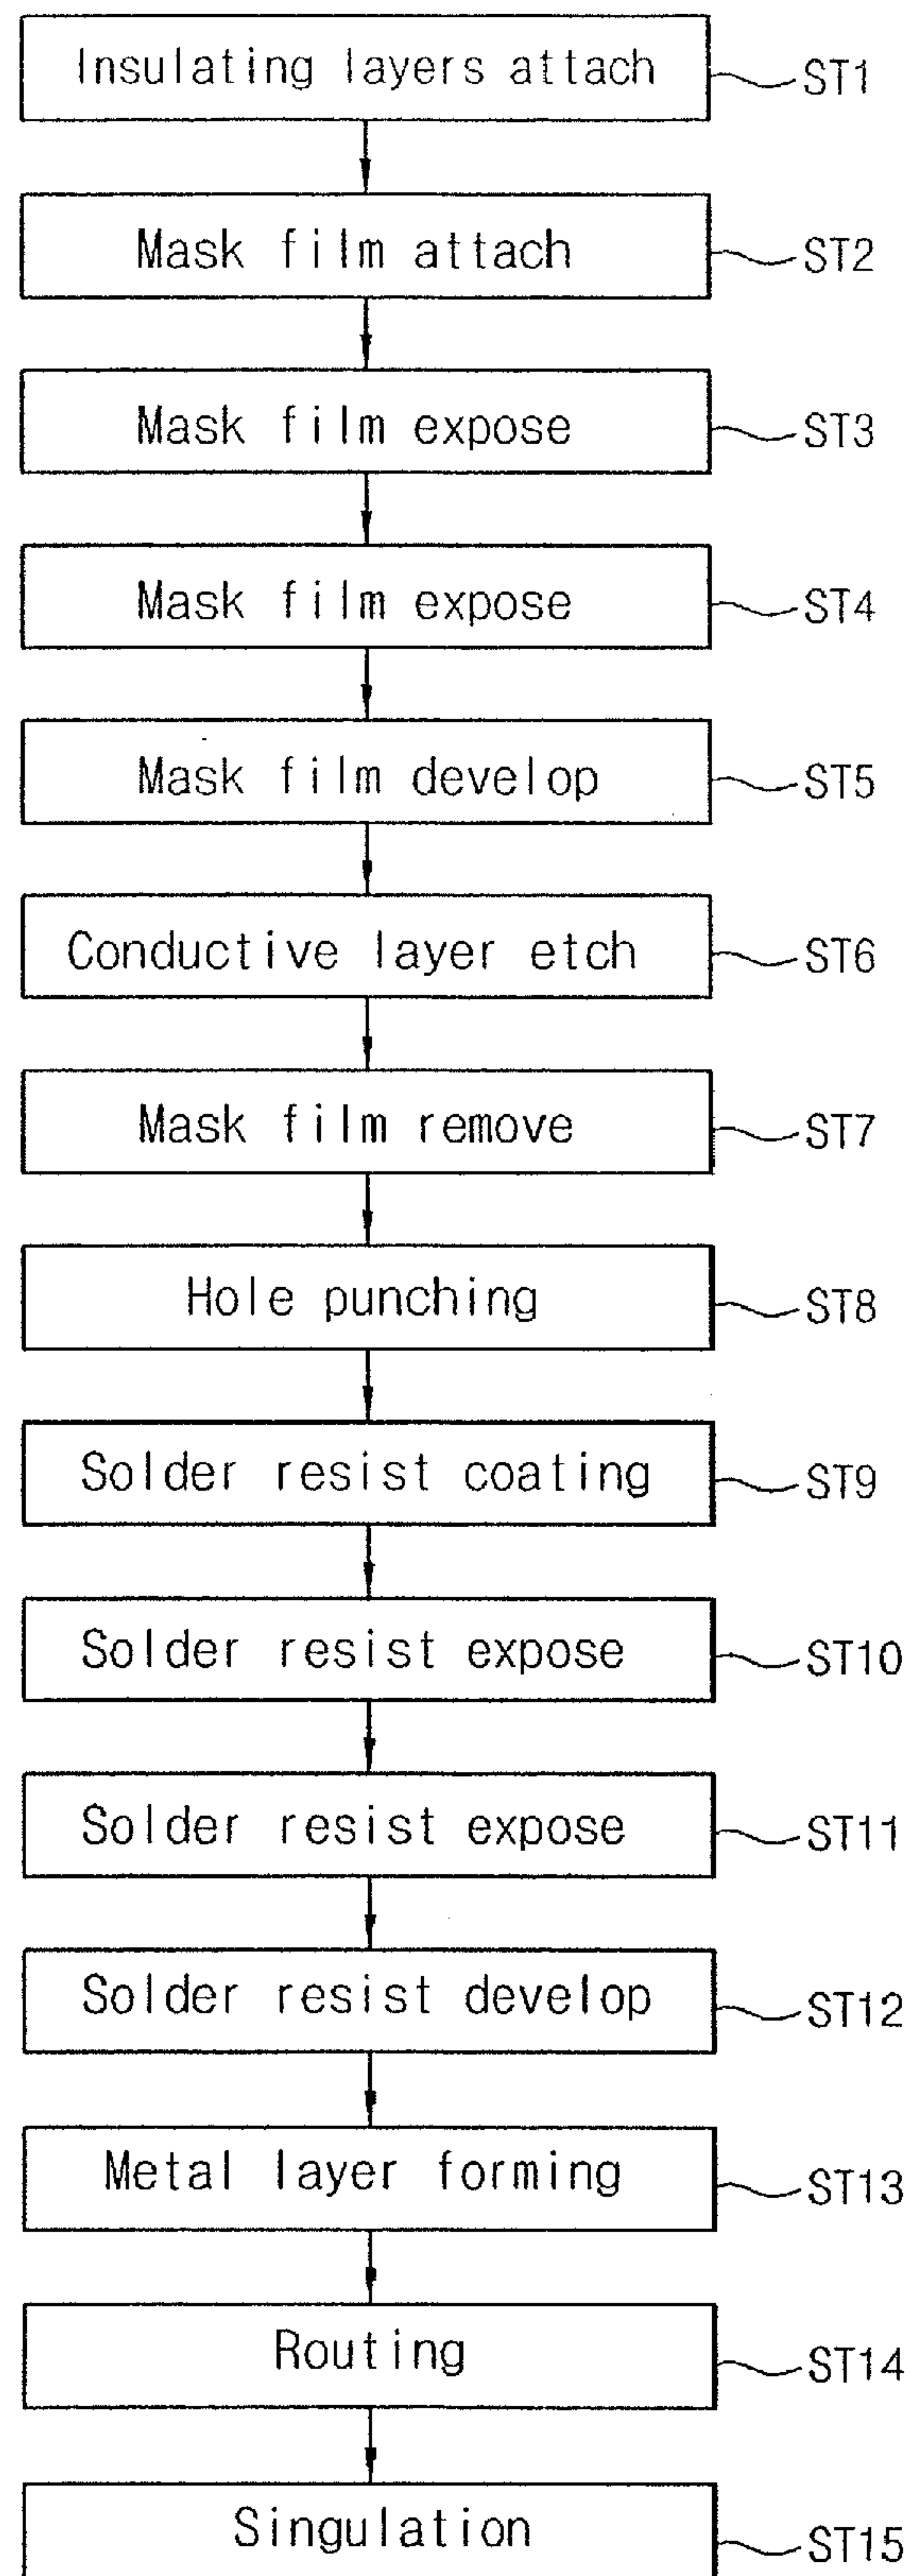 Insulating layers attach ST1
Mask film attach ST2
Mask film expose ST3
Mask film expose ST4
Mask film develop ST5
Conductive layer etch ST6
Mask film remove ST7
Hole punching ST8
Solder resist coating ST9
Solder resist expose ST10
Solder resist expose ST11
Solder resist develop ST12
Metal layer forming ST13
Routing ST14
Singulation ST15